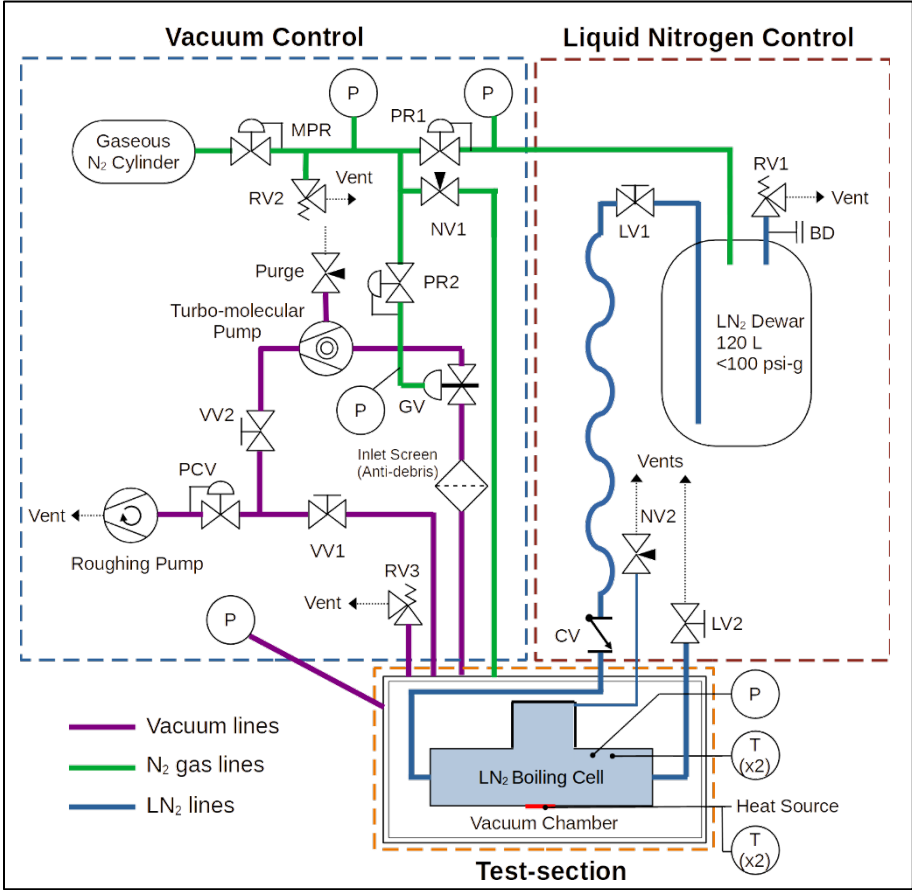 Vacuum Control
Liquid Nitrogen Control
P
P
MPR
PR1
Gaseous
N₂ Cylinder
RV2
Vent
NV1
RV1
Vent
BD
LV1
Purge
PR2
Turbo-molecular
Pump
LN₂ Dewar
120 L
<100 psi-g
P
GV
VV2
Inlet Screen
(Anti-debris)
Vents
PCV
NV2
Vent
VV1
Roughing Pump
RV3
Vent
P
CV
LV2
P
Vacuum lines
N₂ gas lines
LN₂ lines
T
(x2)
LN₂ Boiling Cell
Heat Source
Vacuum Chamber
T
(x2)
Test-section